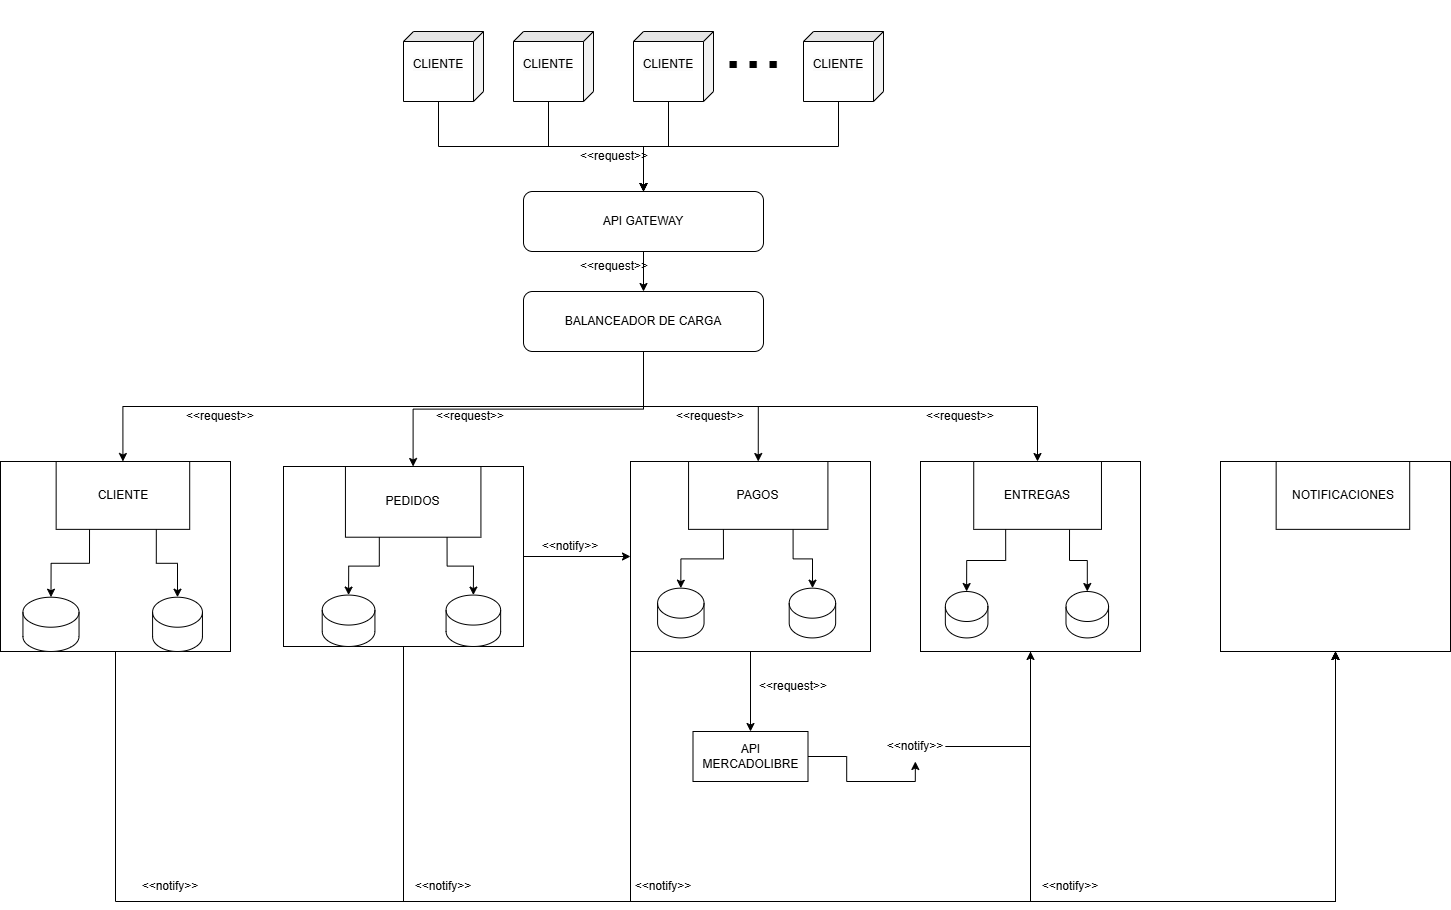 CLIENTE
CLIENTE
CLIENTE
CLIENTE
<<request>>
API GATEWAY
<<request>>
BALANCEADOR DE CARGA
<<request>>
<<request>>
<<request>>
<<request>>
CLIENTE
PEDIDOS
PAGOS
ENTREGAS
NOTIFICACIONES
<<notify>>
<<request>>
API
MERCADOLIBRE
<<notify>>
<<notify>>
<<notify>>
<<notify>>
<<notify>>